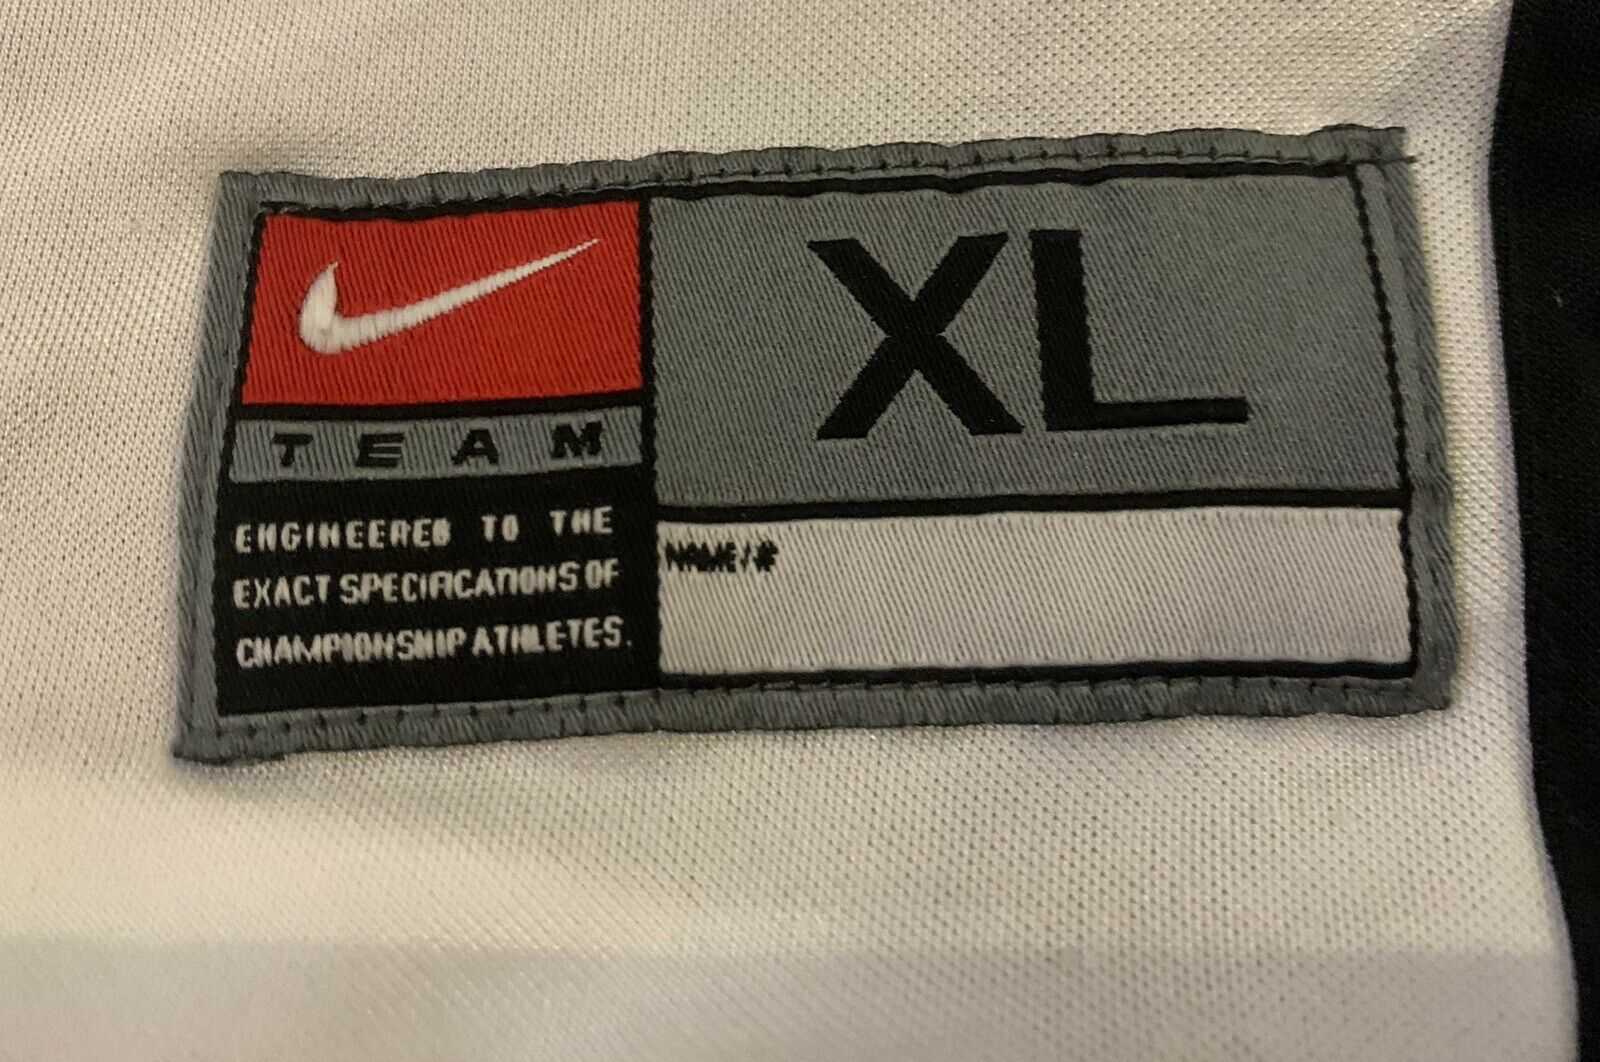 TEAM
ENGINEERED TO THE
EXACT SPECIFICATIONS OF
CHAMPIONSHIP ATHLETES.
XL
NAME / #